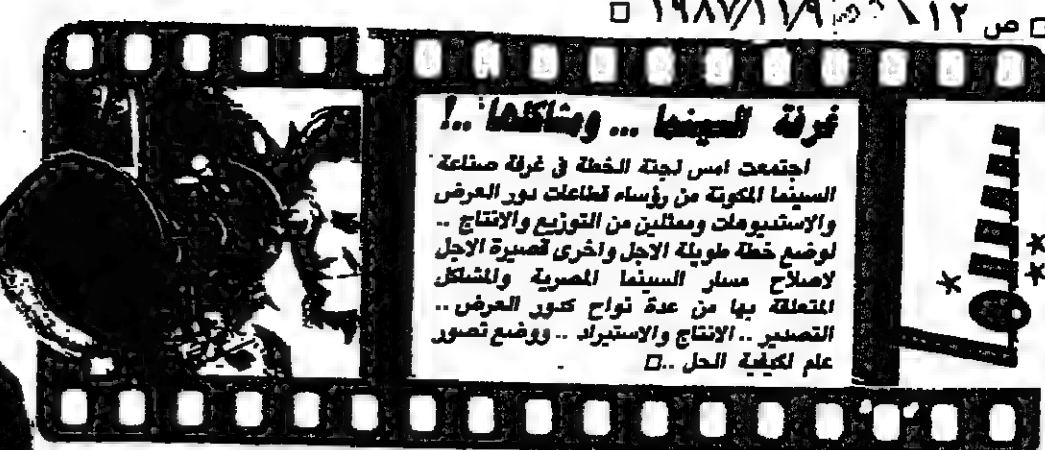 □ ص ١٢ ١٩٨٧/١١/٩ □
غرفة السينما ... ومشاكلها ..!
اجتمعت امس لجنة الخطة في غرفة صناعة
السينما المكونة من رؤساء قطاعات دور العرض
والاستديوهات وممثلين من التوزيع والانتاج ..
لوضع خطة طويلة الاجل واخرى قصيرة الاجل
لاصلاح مسار السينما المصرية والمشاكل
المتعلقة بها من عدة نواح كدور العرض ..
التصدير .. الانتاج والاستيراد .. ووضع تصور
عام لكيفية الحل ..□